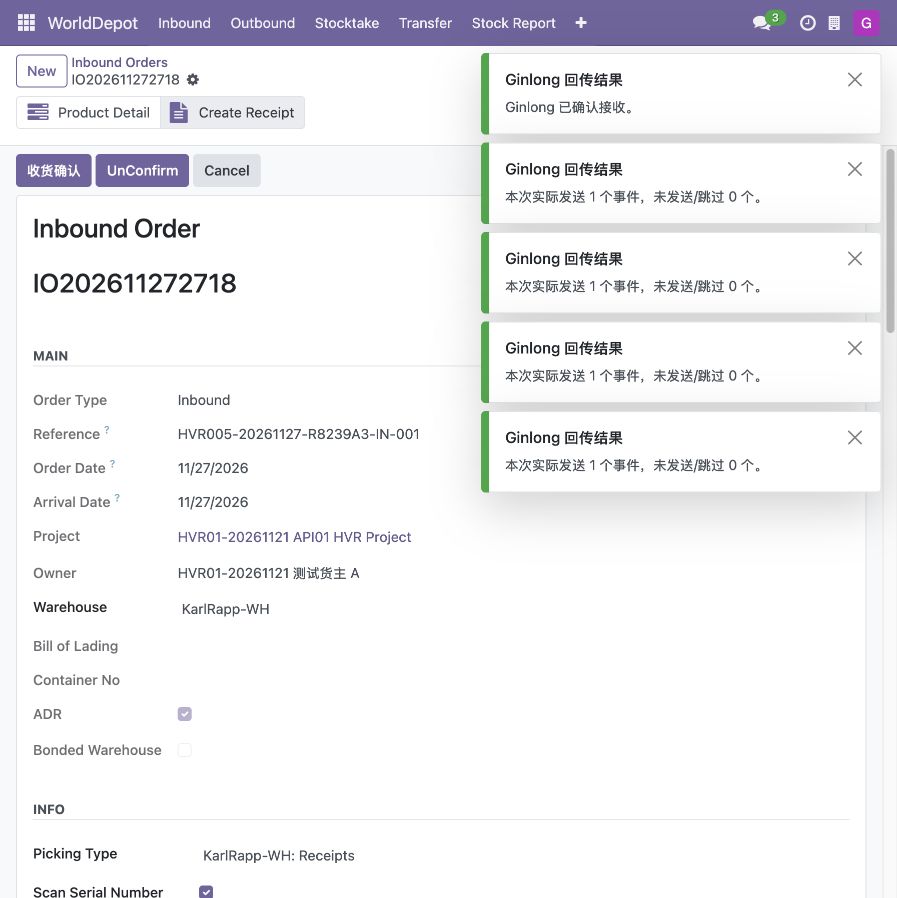 WorldDepot Inbound Outbound Stocktake Transfer Stock Report + 3 G
New
Inbound Orders
IO202611272718
Product Detail Create Receipt
收货确认 UnConfirm Cancel
Ginlong 回传结果
Ginlong 已确认接收。
Ginlong 回传结果
本次实际发送 1 个事件，未发送/跳过 0 个。
Ginlong 回传结果
本次实际发送 1 个事件，未发送/跳过 0 个。
Ginlong 回传结果
本次实际发送 1 个事件，未发送/跳过 0 个。
Ginlong 回传结果
本次实际发送 1 个事件，未发送/跳过 0 个。
Inbound Order
IO202611272718
MAIN
Order Type Inbound
Reference ? HVR005-20261127-R8239A3-IN-001
Order Date ? 11/27/2026
Arrival Date ? 11/27/2026
Project HVR01-20261121 API01 HVR Project
Owner HVR01-20261121 测试货主 A
Warehouse KarlRapp-WH
Bill of Lading
Container No
ADR
Bonded Warehouse
INFO
Picking Type KarlRapp-WH: Receipts
Scan Serial Number